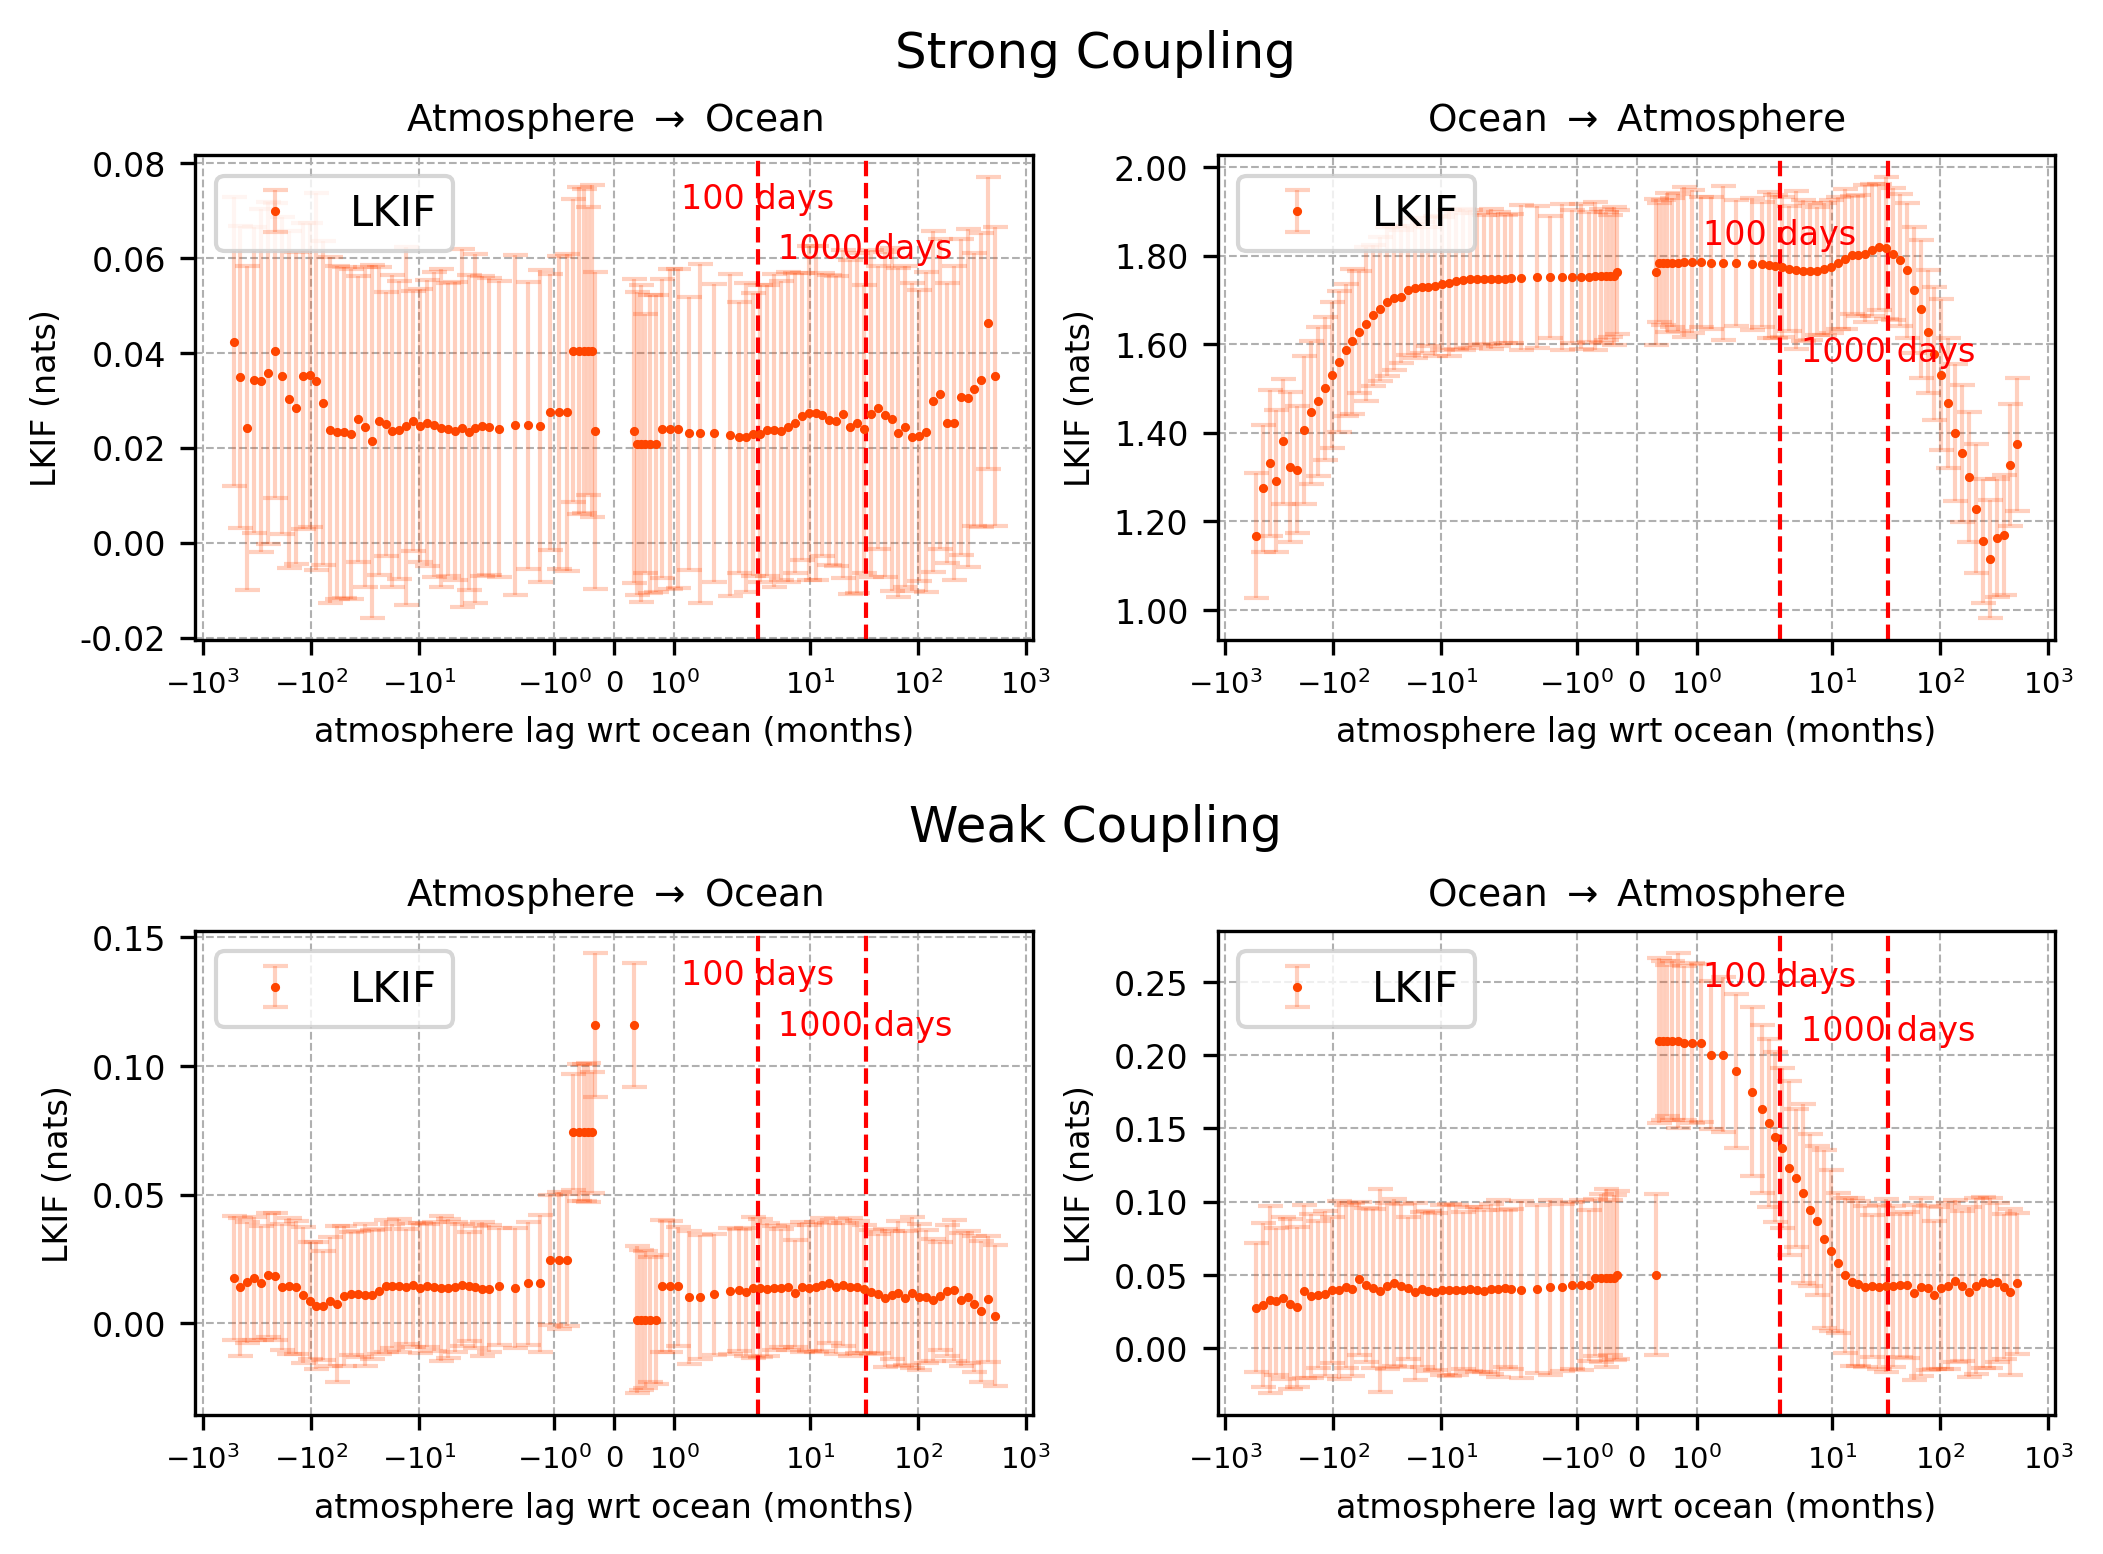 Strong Coupling
Atmosphere → Ocean
LKIF (nats)
0.08
0.06
0.04
0.02
0.00
-0.02
LKIF
100 days
1000 days
−10³ −10² −10¹ −10⁰ 0 10⁰ 10¹ 10² 10³
atmosphere lag wrt ocean (months)
Ocean → Atmosphere
LKIF (nats)
2.00
1.80
1.60
1.40
1.20
1.00
LKIF
100 days
1000 days
−10³ −10² −10¹ −10⁰ 0 10⁰ 10¹ 10² 10³
atmosphere lag wrt ocean (months)
Weak Coupling
Atmosphere → Ocean
LKIF (nats)
0.15
0.10
0.05
0.00
LKIF
100 days
1000 days
−10³ −10² −10¹ −10⁰ 0 10⁰ 10¹ 10² 10³
atmosphere lag wrt ocean (months)
Ocean → Atmosphere
LKIF (nats)
0.25
0.20
0.15
0.10
0.05
0.00
LKIF
100 days
1000 days
−10³ −10² −10¹ −10⁰ 0 10⁰ 10¹ 10² 10³
atmosphere lag wrt ocean (months)